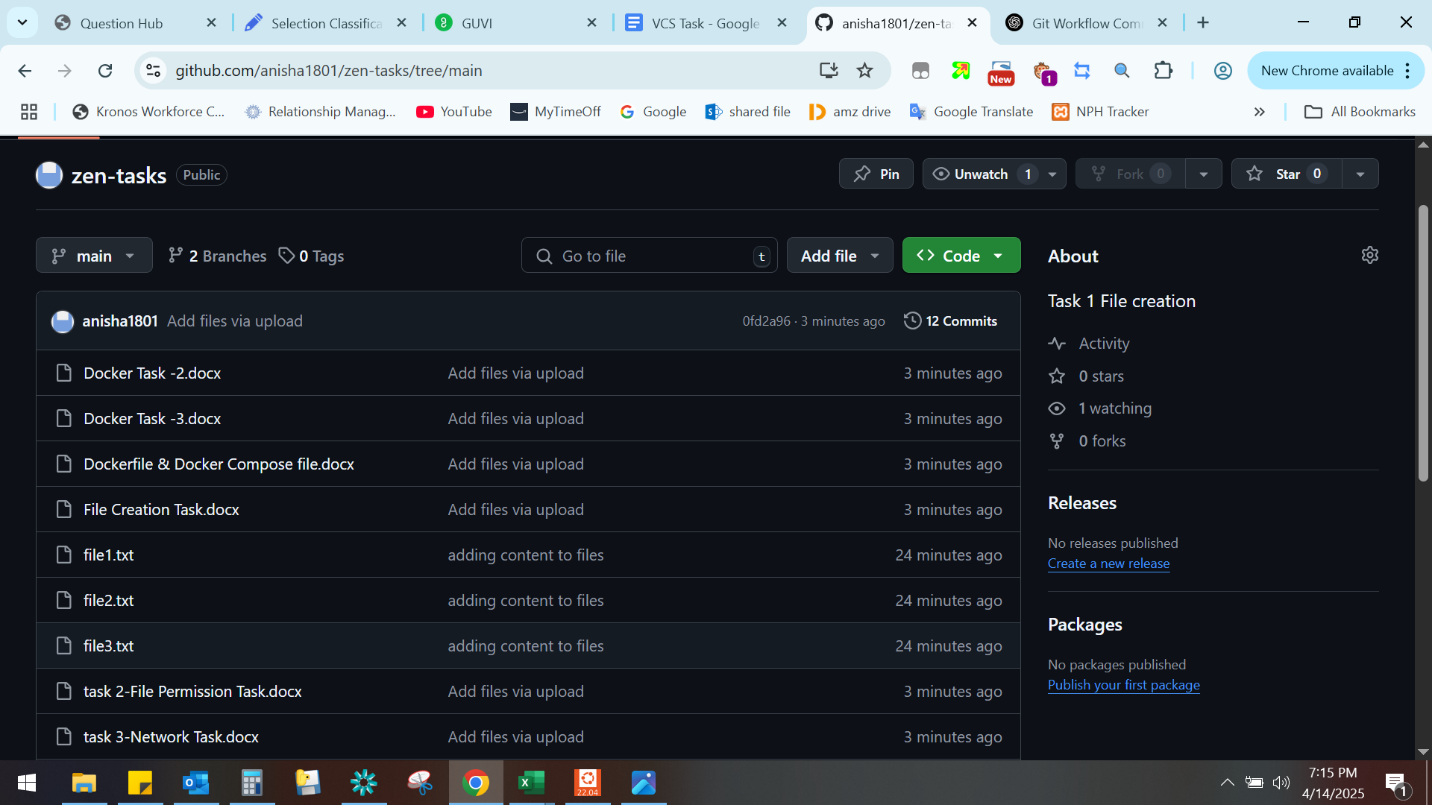 Question Hub
Selection Classifica
GUVI
VCS Task - Google
anisha1801/zen-ta
Git Workflow Com
github.com/anisha1801/zen-tasks/tree/main
New
1
New Chrome available
Kronos Workforce C...
Relationship Manag...
YouTube
MyTimeOff
Google
shared file
amz drive
Google Translate
NPH Tracker
All Bookmarks
zen-tasks
Public
Pin
Unwatch 1
Fork 0
Star 0
main
2 Branches
0 Tags
Go to file
t
Add file
Code
anisha1801 Add files via upload
0fd2a96 · 3 minutes ago
12 Commits
Docker Task -2.docx Add files via upload 3 minutes ago
Docker Task -3.docx Add files via upload 3 minutes ago
Dockerfile & Docker Compose file.docx Add files via upload 3 minutes ago
File Creation Task.docx Add files via upload 3 minutes ago
file1.txt adding content to files 24 minutes ago
file2.txt adding content to files 24 minutes ago
file3.txt adding content to files 24 minutes ago
task 2-File Permission Task.docx Add files via upload 3 minutes ago
task 3-Network Task.docx Add files via upload 3 minutes ago
About
Task 1 File creation
Activity
0 stars
1 watching
0 forks
Releases
No releases published
Create a new release
Packages
No packages published
Publish your first package
22.04
7:15 PM
4/14/2025
1